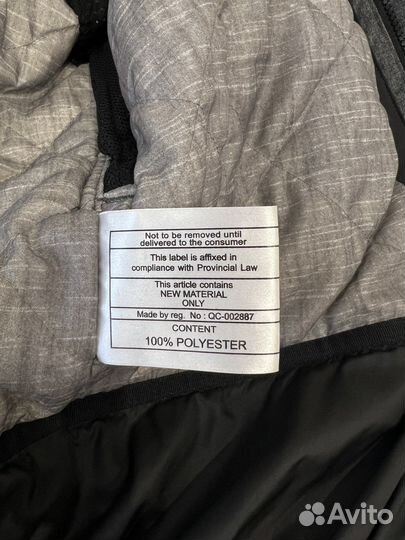 Not to be removed until
delivered to the consumer
This label is affixed in
compliance with Provincial Law
This article contains
NEW MATERIAL
ONLY
Made by reg. No : QC-002887
CONTENT
100% POLYESTER
Avito